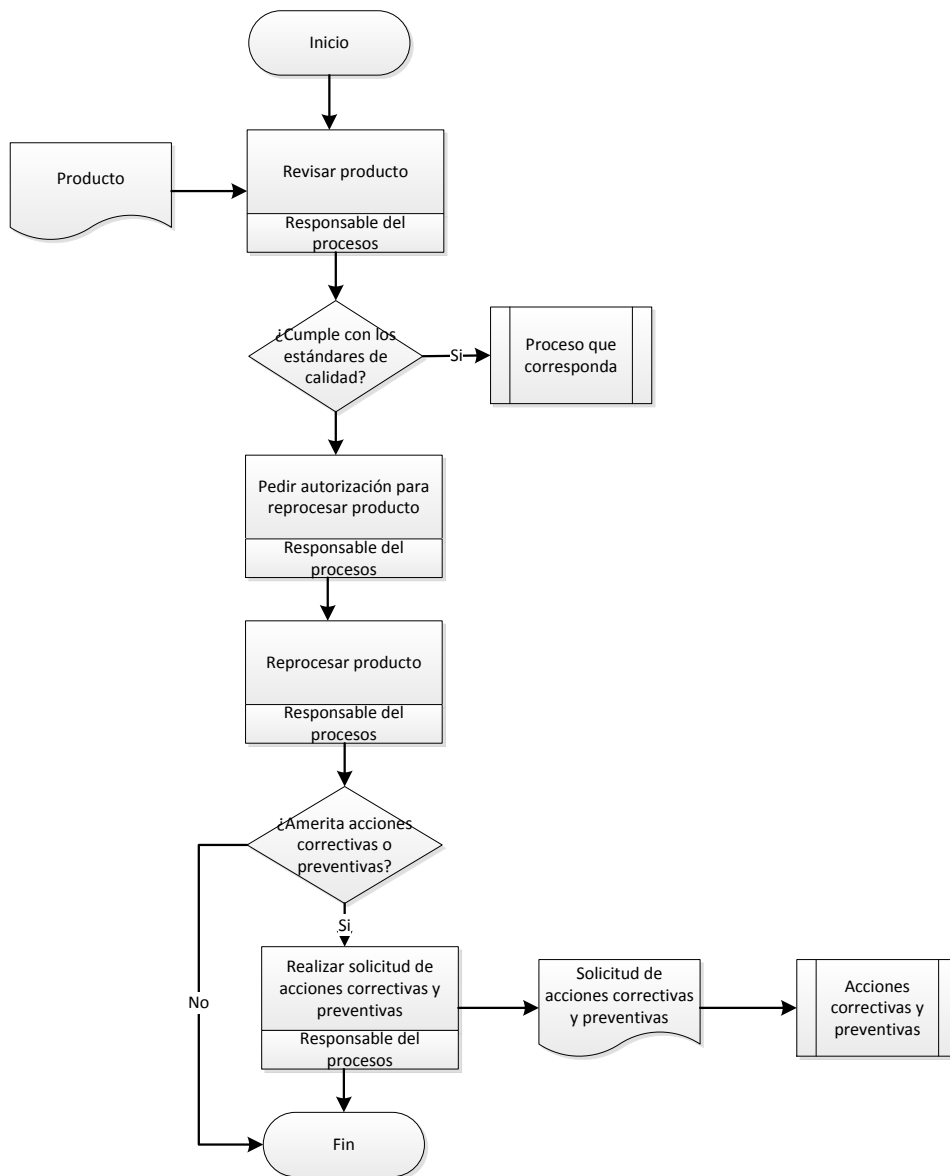 Inicio
Producto
Revisar producto
Responsable del
procesos
¿Cumple con los
estándares de
calidad?
Si
Proceso que
corresponda
Pedir autorización para
reprocesar producto
Responsable del
procesos
Reprocesar producto
Responsable del
procesos
¿Amerita acciones
correctivas o
preventivas?
Si
No
Realizar solicitud de
acciones correctivas y
preventivas
Responsable del
procesos
Solicitud de
acciones correctivas
y preventivas
Acciones
correctivas y
preventivas
Fin